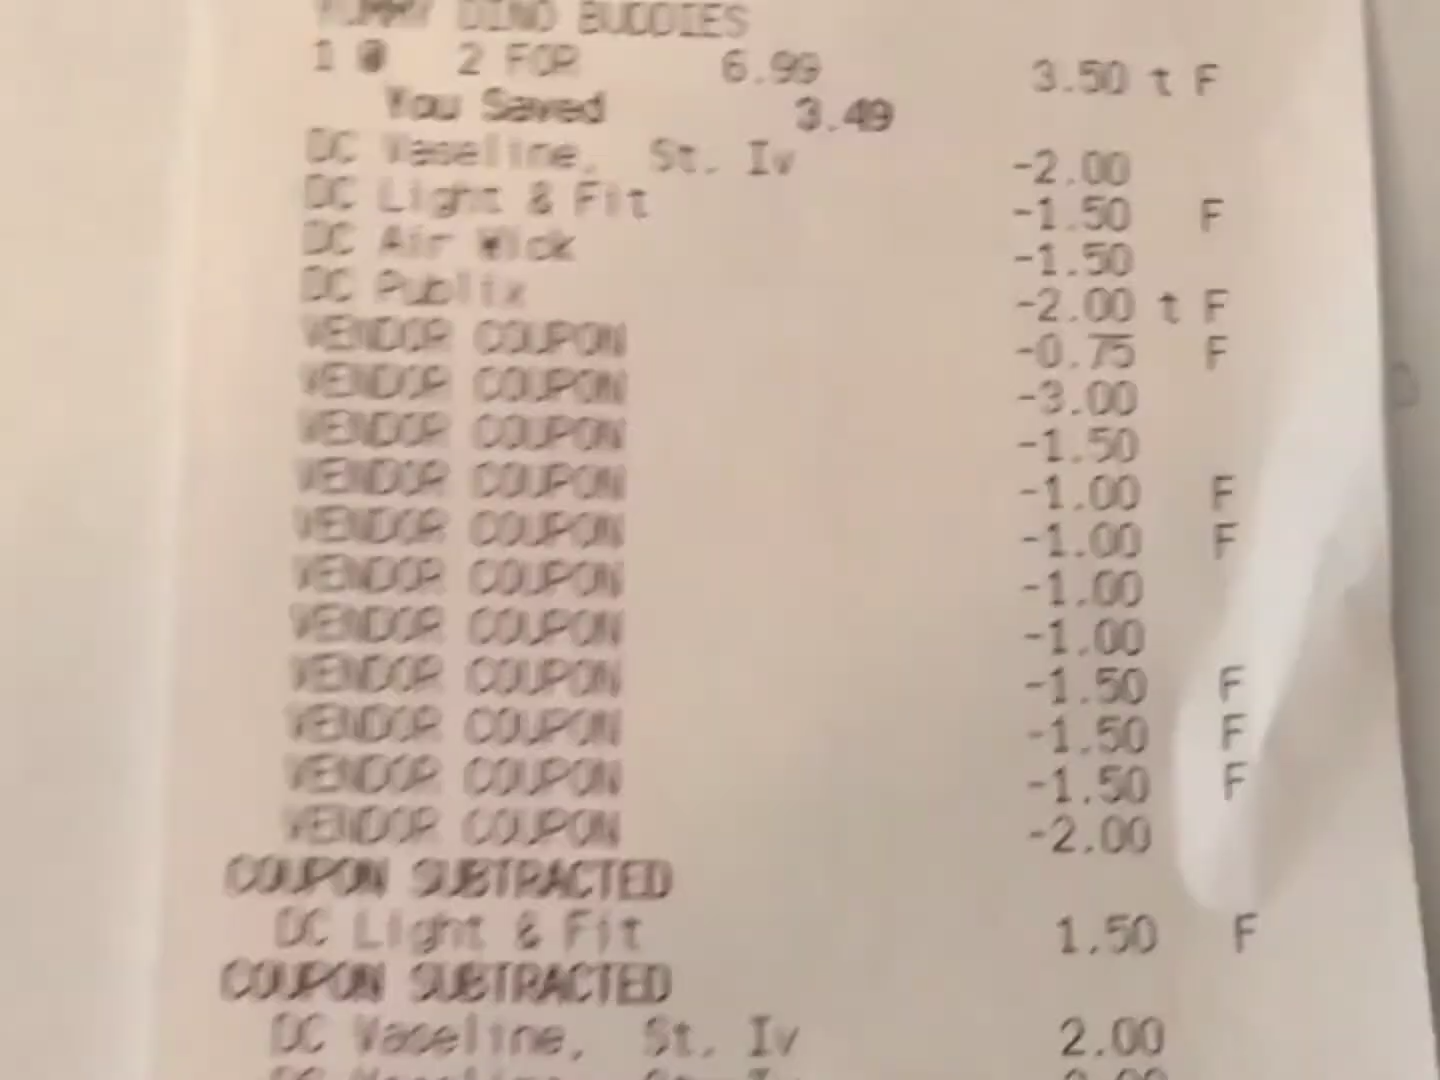 YUMMY DINO BUDDIES
1 @ 2 FOR 6.99 3.50 t F
You Saved 3.49
DC Vaseline, St. Iv -2.00
DC Light & Fit -1.50 F
DC Air Wick -1.50
DC Publix -2.00 t F
VENDOR COUPON -0.75 F
VENDOR COUPON -3.00
VENDOR COUPON -1.50
VENDOR COUPON -1.00 F
VENDOR COUPON -1.00 F
VENDOR COUPON -1.00
VENDOR COUPON -1.00
VENDOR COUPON -1.50 F
VENDOR COUPON -1.50 F
VENDOR COUPON -1.50 F
VENDOR COUPON -2.00
COUPON SUBTRACTED
DC Light & Fit 1.50 F
COUPON SUBTRACTED
DC Vaseline, St. Iv 2.00